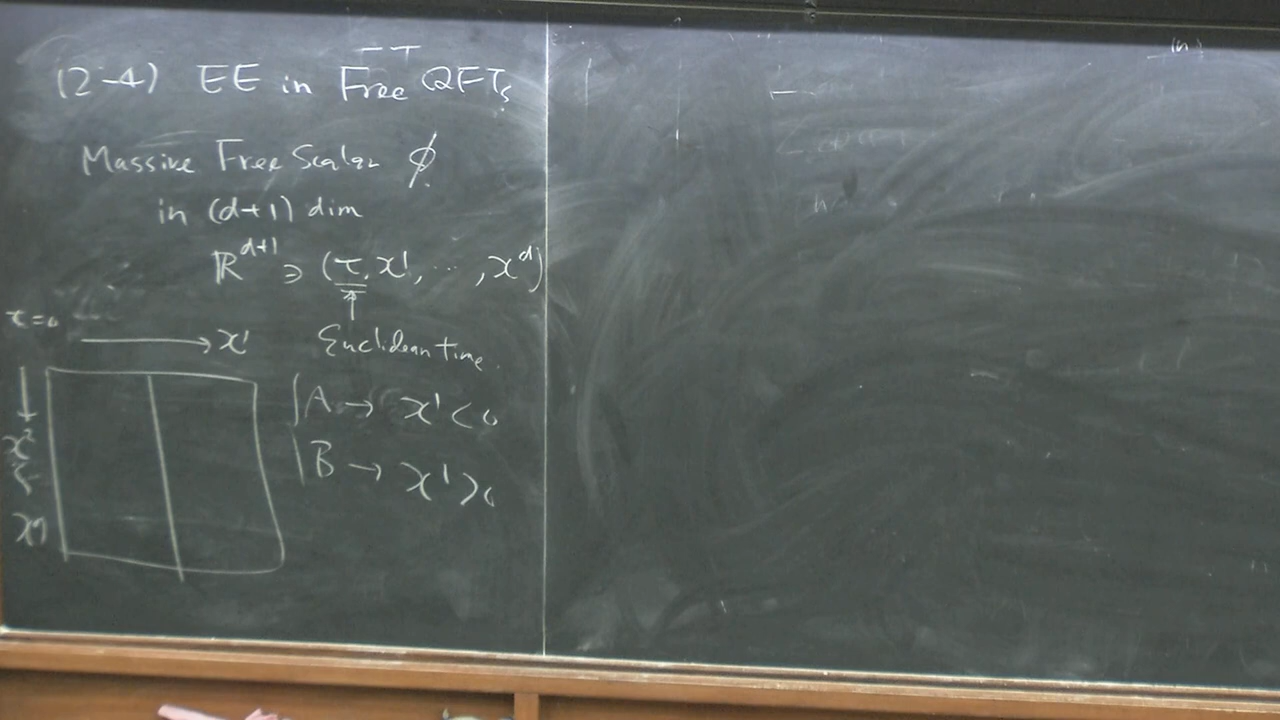 (2-4) EE in Free QFTs
Massive Free Scalar ϕ
in (d+1) dim
ℝ^{d+1} ∋ (τ, x¹, ⋯, x^d)
↑
Euclidean time
τ=0
→ x¹
A → x¹<0
B → x¹>0
x²